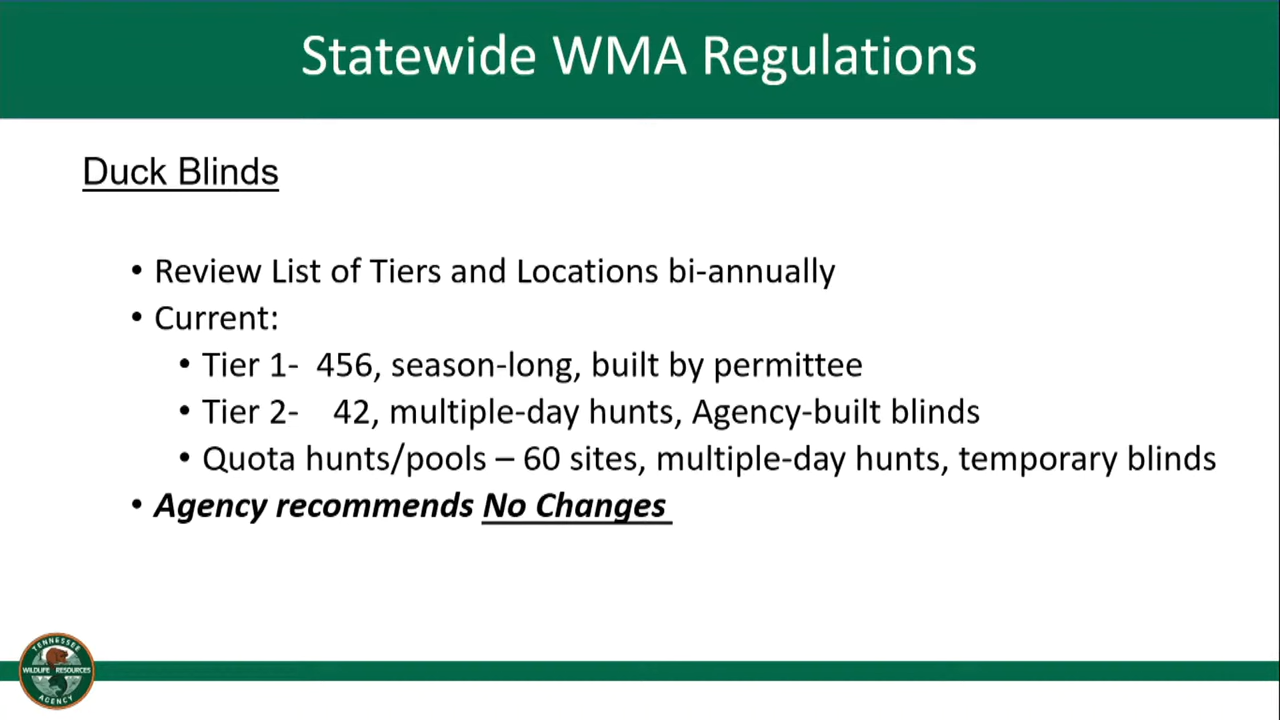 Statewide WMA Regulations
Duck Blinds
• Review List of Tiers and Locations bi-annually
• Current:
• Tier 1- 456, season-long, built by permittee
• Tier 2- 42, multiple-day hunts, Agency-built blinds
• Quota hunts/pools – 60 sites, multiple-day hunts, temporary blinds
• Agency recommends No Changes
TENNESSEE
WILDLIFE RESOURCES
AGENCY